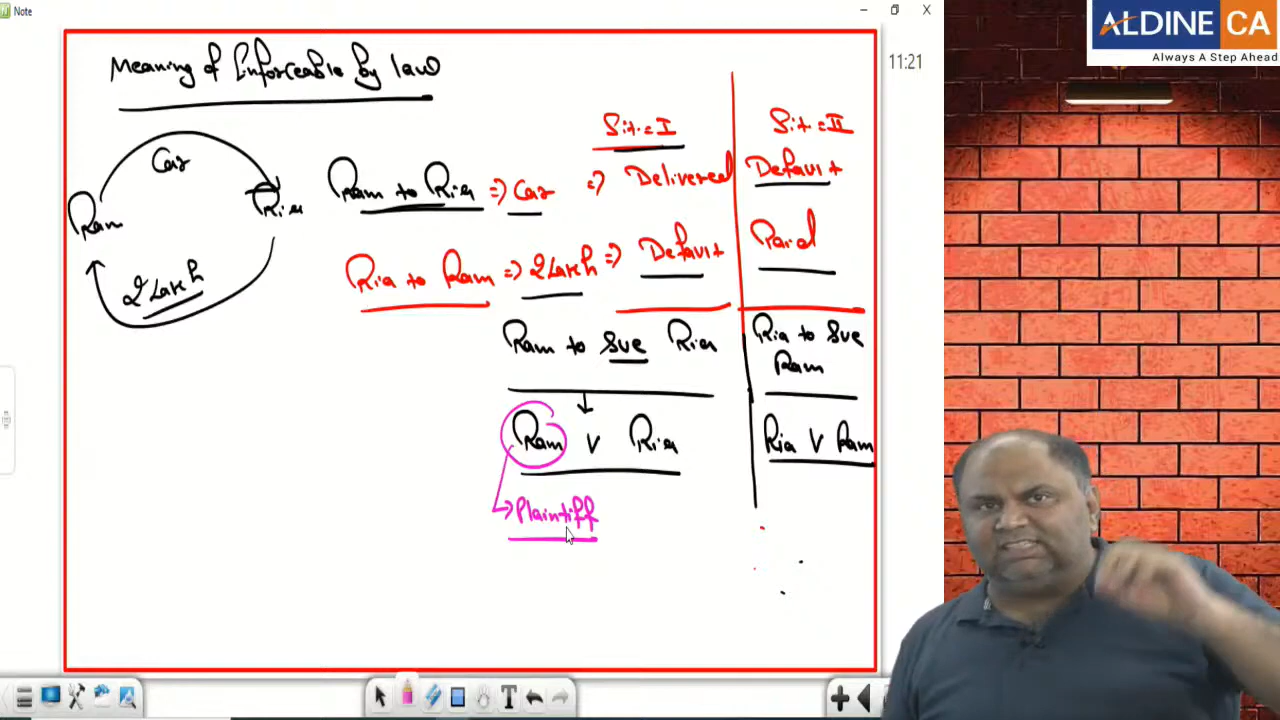 Note
ALDINE CA
Always A Step Ahead
11:21
Meaning of Enforceable by law
Sit = I
Sit = II
Car
Ram
Ria
Ram to Ria => Car => Delivered
Default
Ria to Ram => 2 Lakh => Default
Paid
2 Lakh
Ram to Sue Ria
Ria to Sue
Ram
Ram V Ria
Ria V Ram
Plaintiff
T